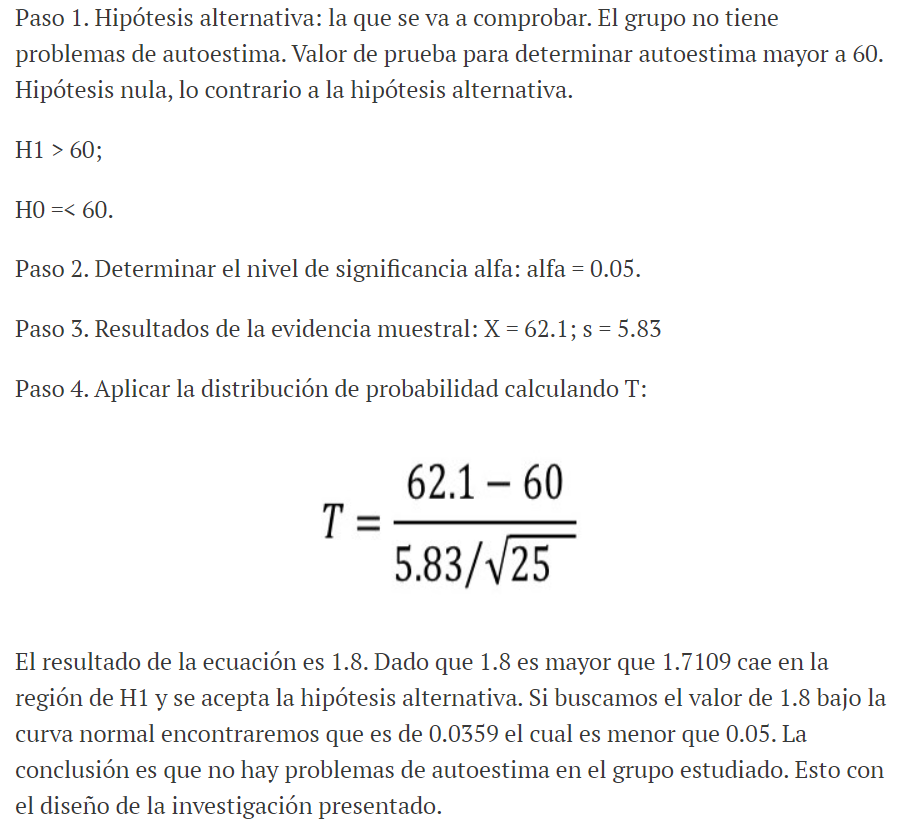 Paso 1. Hipótesis alternativa: la que se va a comprobar. El grupo no tiene
problemas de autoestima. Valor de prueba para determinar autoestima mayor a 60.
Hipótesis nula, lo contrario a la hipótesis alternativa.
H1 > 60;
H0 =< 60.
Paso 2. Determinar el nivel de significancia alfa: alfa = 0.05.
Paso 3. Resultados de la evidencia muestral: X = 62.1; s = 5.83
Paso 4. Aplicar la distribución de probabilidad calculando T:
T = (62.1 − 60) / (5.83/√25)
El resultado de la ecuación es 1.8. Dado que 1.8 es mayor que 1.7109 cae en la
región de H1 y se acepta la hipótesis alternativa. Si buscamos el valor de 1.8 bajo la
curva normal encontraremos que es de 0.0359 el cual es menor que 0.05. La
conclusión es que no hay problemas de autoestima en el grupo estudiado. Esto con
el diseño de la investigación presentado.